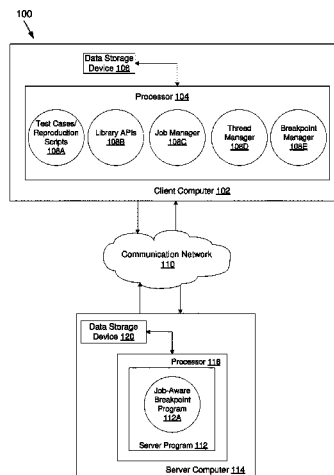 100
Data Storage
Device 106
Processor 104
Test Cases/
Reproduction
Scripts
108A
Library APIs
108B
Job Manager
108C
Thread
Manager
108D
Breakpoint
Manager
108E
Client Computer 102
Communication Network
110
Data Storage
Device 120
Processor 116
Job-Aware
Breakpoint
Program
112A
Server Program 112
Server Computer 114